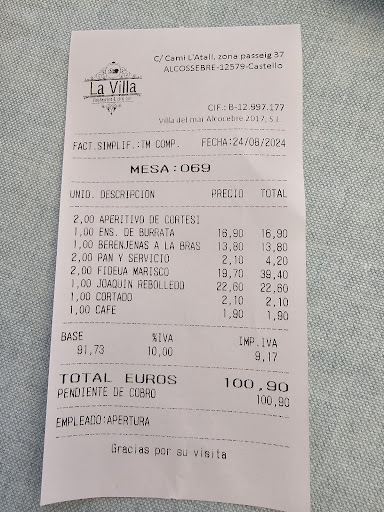 La Villa
C/ Cami L'Atall, zona passeig 37
ALCOSSEBRE-12579-Castello
CIF.: B-12.997.177
Villa del mar Alcocebre 2017, S.L.
FACT.SIMPLIF.:TM COMP. FECHA:24/08/2024
MESA:069
UNID. DESCRIPCION PRECIO TOTAL
2,00 APERITIVO DE CORTESI
1,00 ENS. DE BURRATA 16,90 16,90
1,00 BERENJENAS A LA BRAS 13,80 13,80
2,00 PAN Y SERVICIO 2,10 4,20
2,00 FIDEUA MARISCO 19,70 39,40
1,00 JOAQUIN REBOLLEDO 22,60 22,60
1,00 CORTADO 2,10 2,10
1,00 CAFE 1,90 1,90
BASE %IVA IMP.IVA
91,73 10,00 9,17
TOTAL EUROS 100,90
PENDIENTE DE COBRO 100,90
EMPLEADO:APERTURA
Gracias por su visita